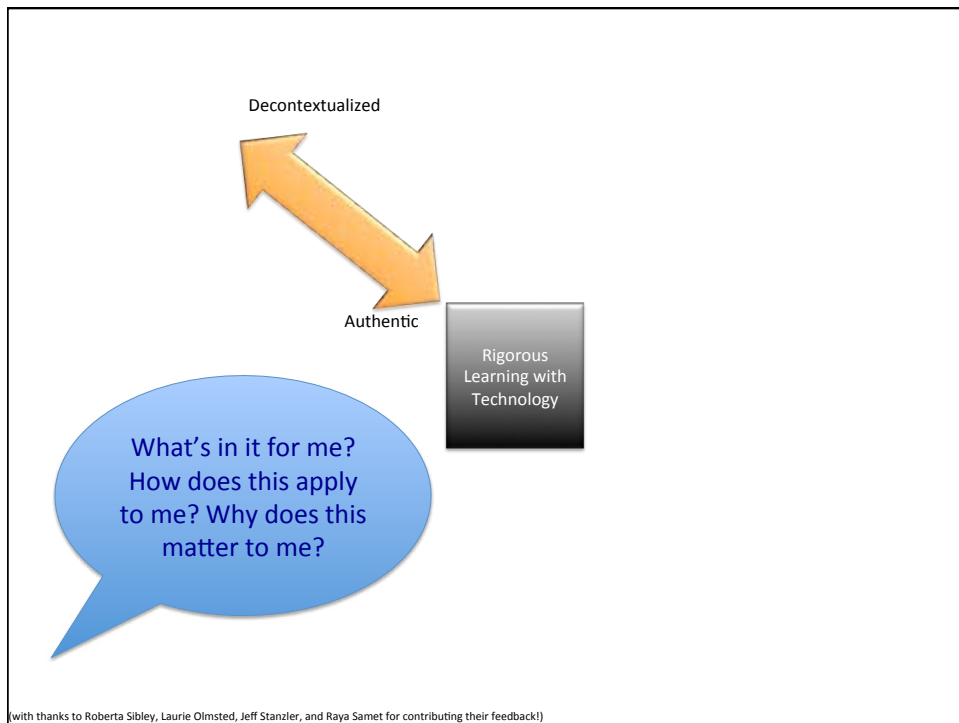 Decontextualized
Authentic
Rigorous
Learning with
Technology
What’s in it for me?
How does this apply
to me? Why does this
matter to me?
(with thanks to Roberta Sibley, Laurie Olmsted, Jeff Stanzler, and Raya Samet for contributing their feedback!)